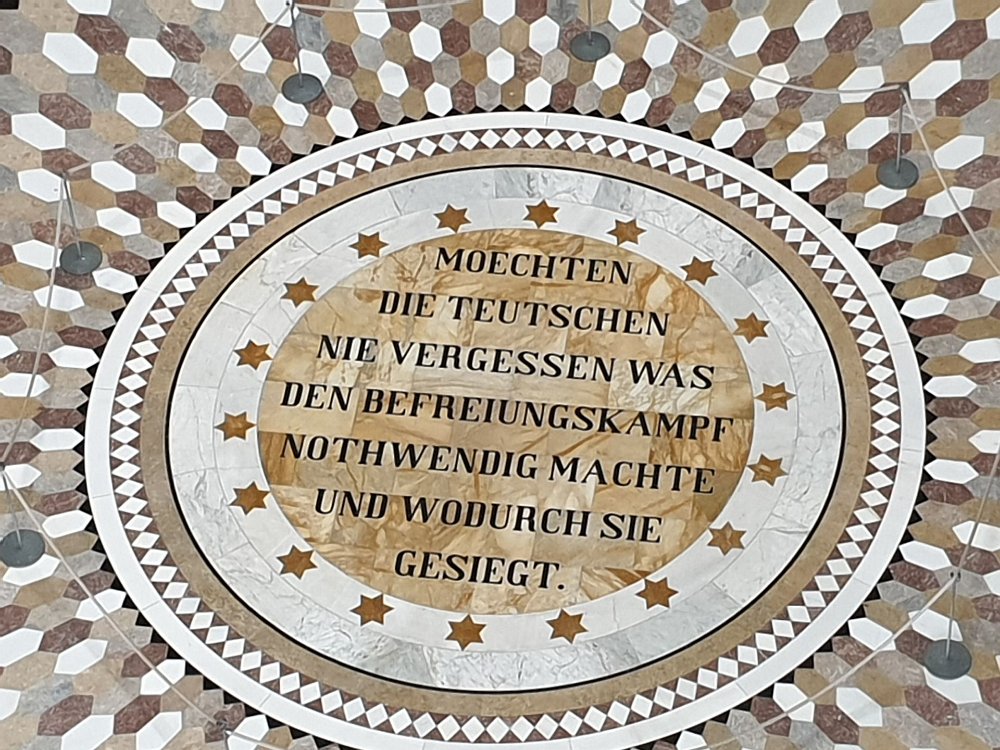 MOECHTEN
DIE TEUTSCHEN
NIE VERGESSEN WAS
DEN BEFREIUNGSKAMPF
NOTHWENDIG MACHTE
UND WODURCH SIE
GESIEGT.